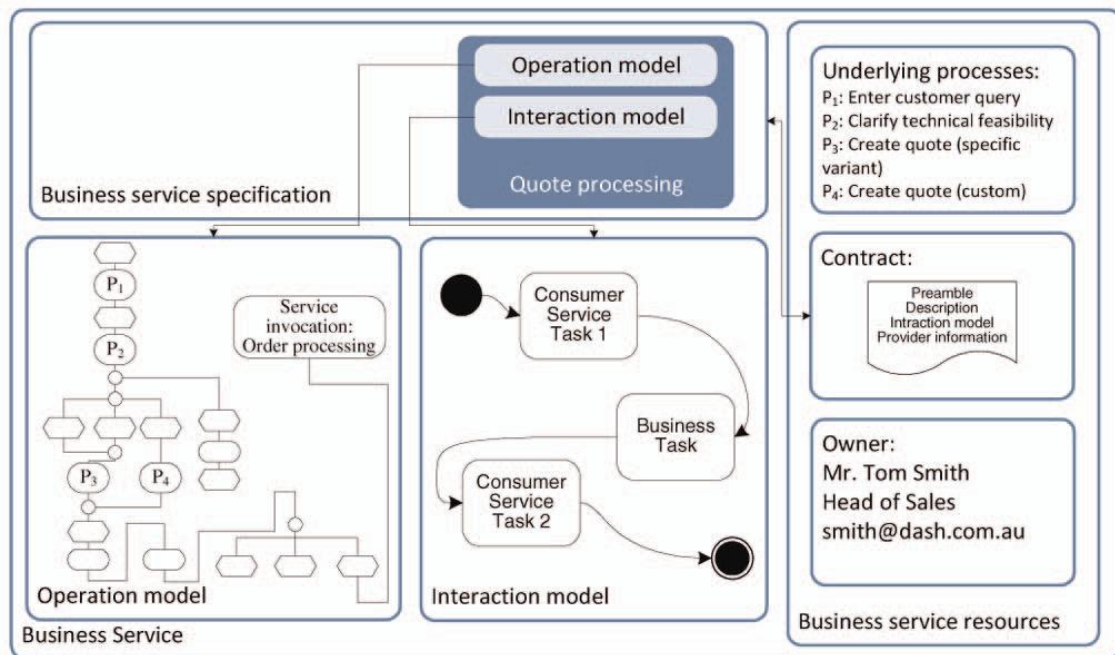 Operation model
Interaction model
Quote processing
Business service specification
Underlying processes:
P₁: Enter customer query
P₂: Clarify technical feasibility
P₃: Create quote (specific
variant)
P₄: Create quote (custom)
P₁
P₂
P₃
P₄
Service
invocation:
Order processing
Operation model
Business Service
Consumer
Service
Task 1
Business
Task
Consumer
Service
Task 2
Interaction model
Contract:
Preamble
Description
Intraction model
Provider information
Owner:
Mr. Tom Smith
Head of Sales
smith@dash.com.au
Business service resources